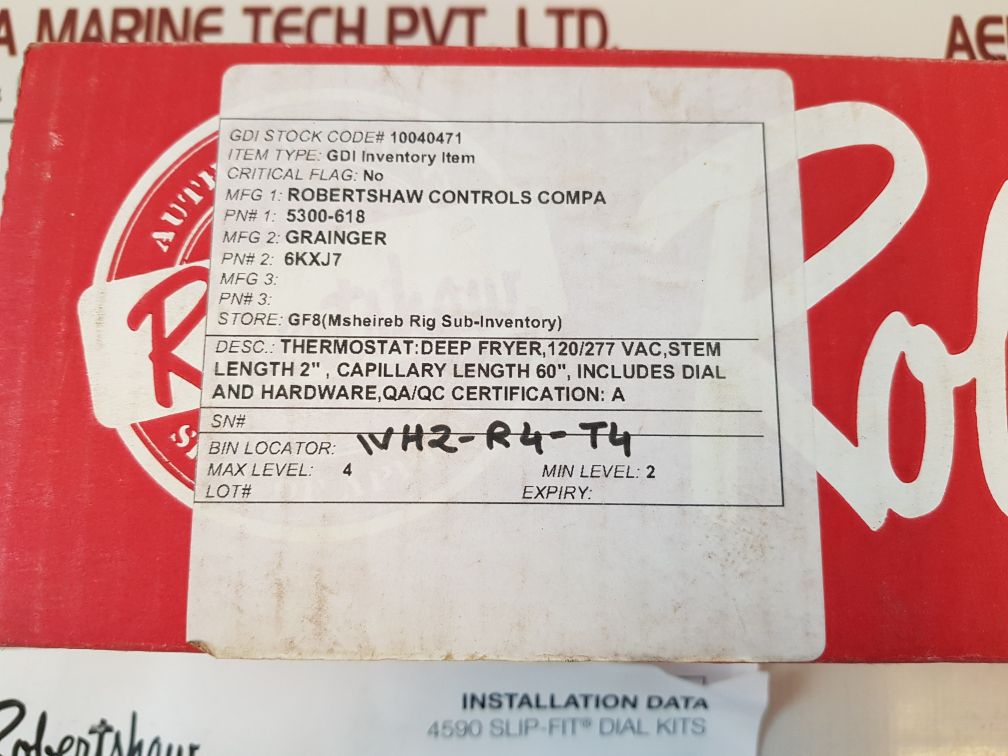 A MARINE TECH PVT. LTD.
AE
GDI STOCK CODE# 10040471
ITEM TYPE: GDI Inventory Item
CRITICAL FLAG: No
MFG 1: ROBERTSHAW CONTROLS COMPA
PN# 1: 5300-618
MFG 2: GRAINGER
PN# 2: 6KXJ7
MFG 3:
PN# 3:
STORE: GF8(Msheireb Rig Sub-Inventory)
DESC.: THERMOSTAT:DEEP FRYER,120/277 VAC,STEM
LENGTH 2" , CAPILLARY LENGTH 60", INCLUDES DIAL
AND HARDWARE,QA/QC CERTIFICATION: A
SN#
BIN LOCATOR: WH2-R4-T4
MAX LEVEL: 4 MIN LEVEL: 2
LOT# EXPIRY:
AUTH
R
Ro
INSTALLATION DATA
4590 SLIP-FIT® DIAL KITS
Robertshaw